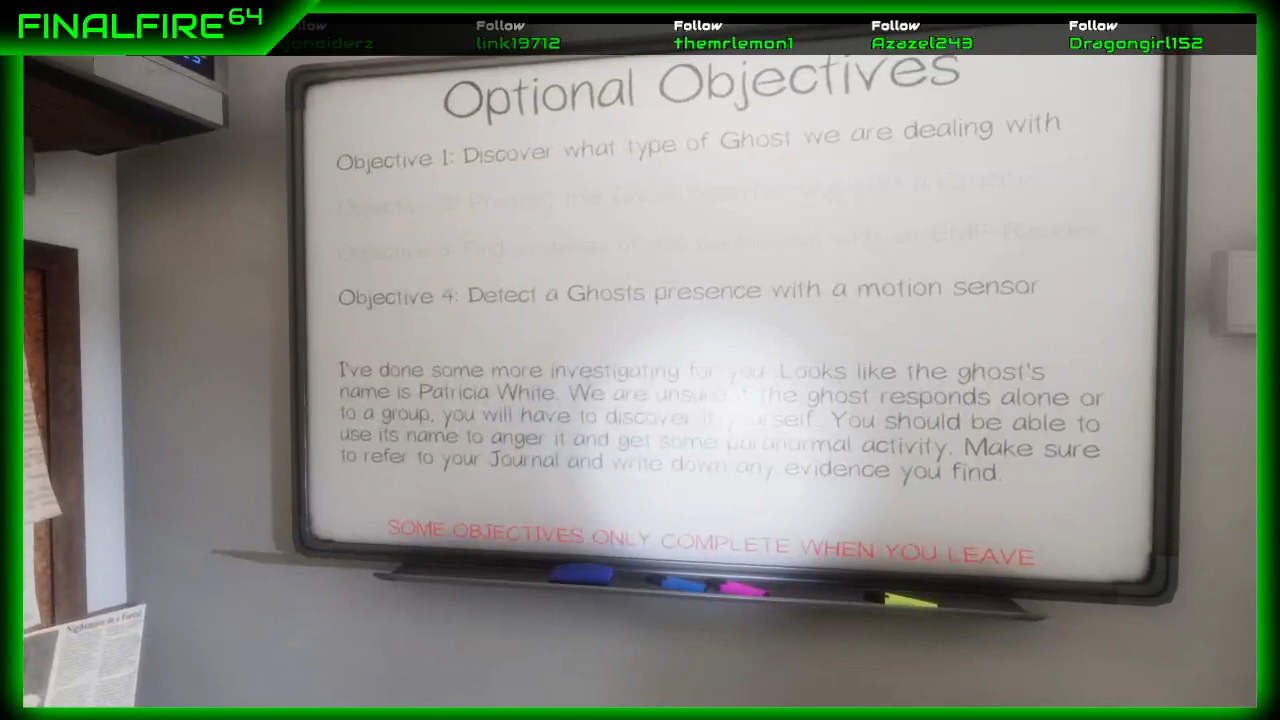 FINALFIRE64
Follow Follow Follow Follow
link19712 themrlemon1 Azazel243 Dragongirl152
Optional Objectives
Objective 1: Discover what type of Ghost we are dealing with
Objective 4: Detect a Ghosts presence with a motion sensor
I've done some more investigating for you. Looks like the ghost's
name is Patricia White. We are unsure if the ghost responds alone or
to a group, you will have to discover it yourself. You should be able to
use its name to anger it and get some paranormal activity. Make sure
to refer to your Journal and write down any evidence you find.
SOME OBJECTIVES ONLY COMPLETE WHEN YOU LEAVE